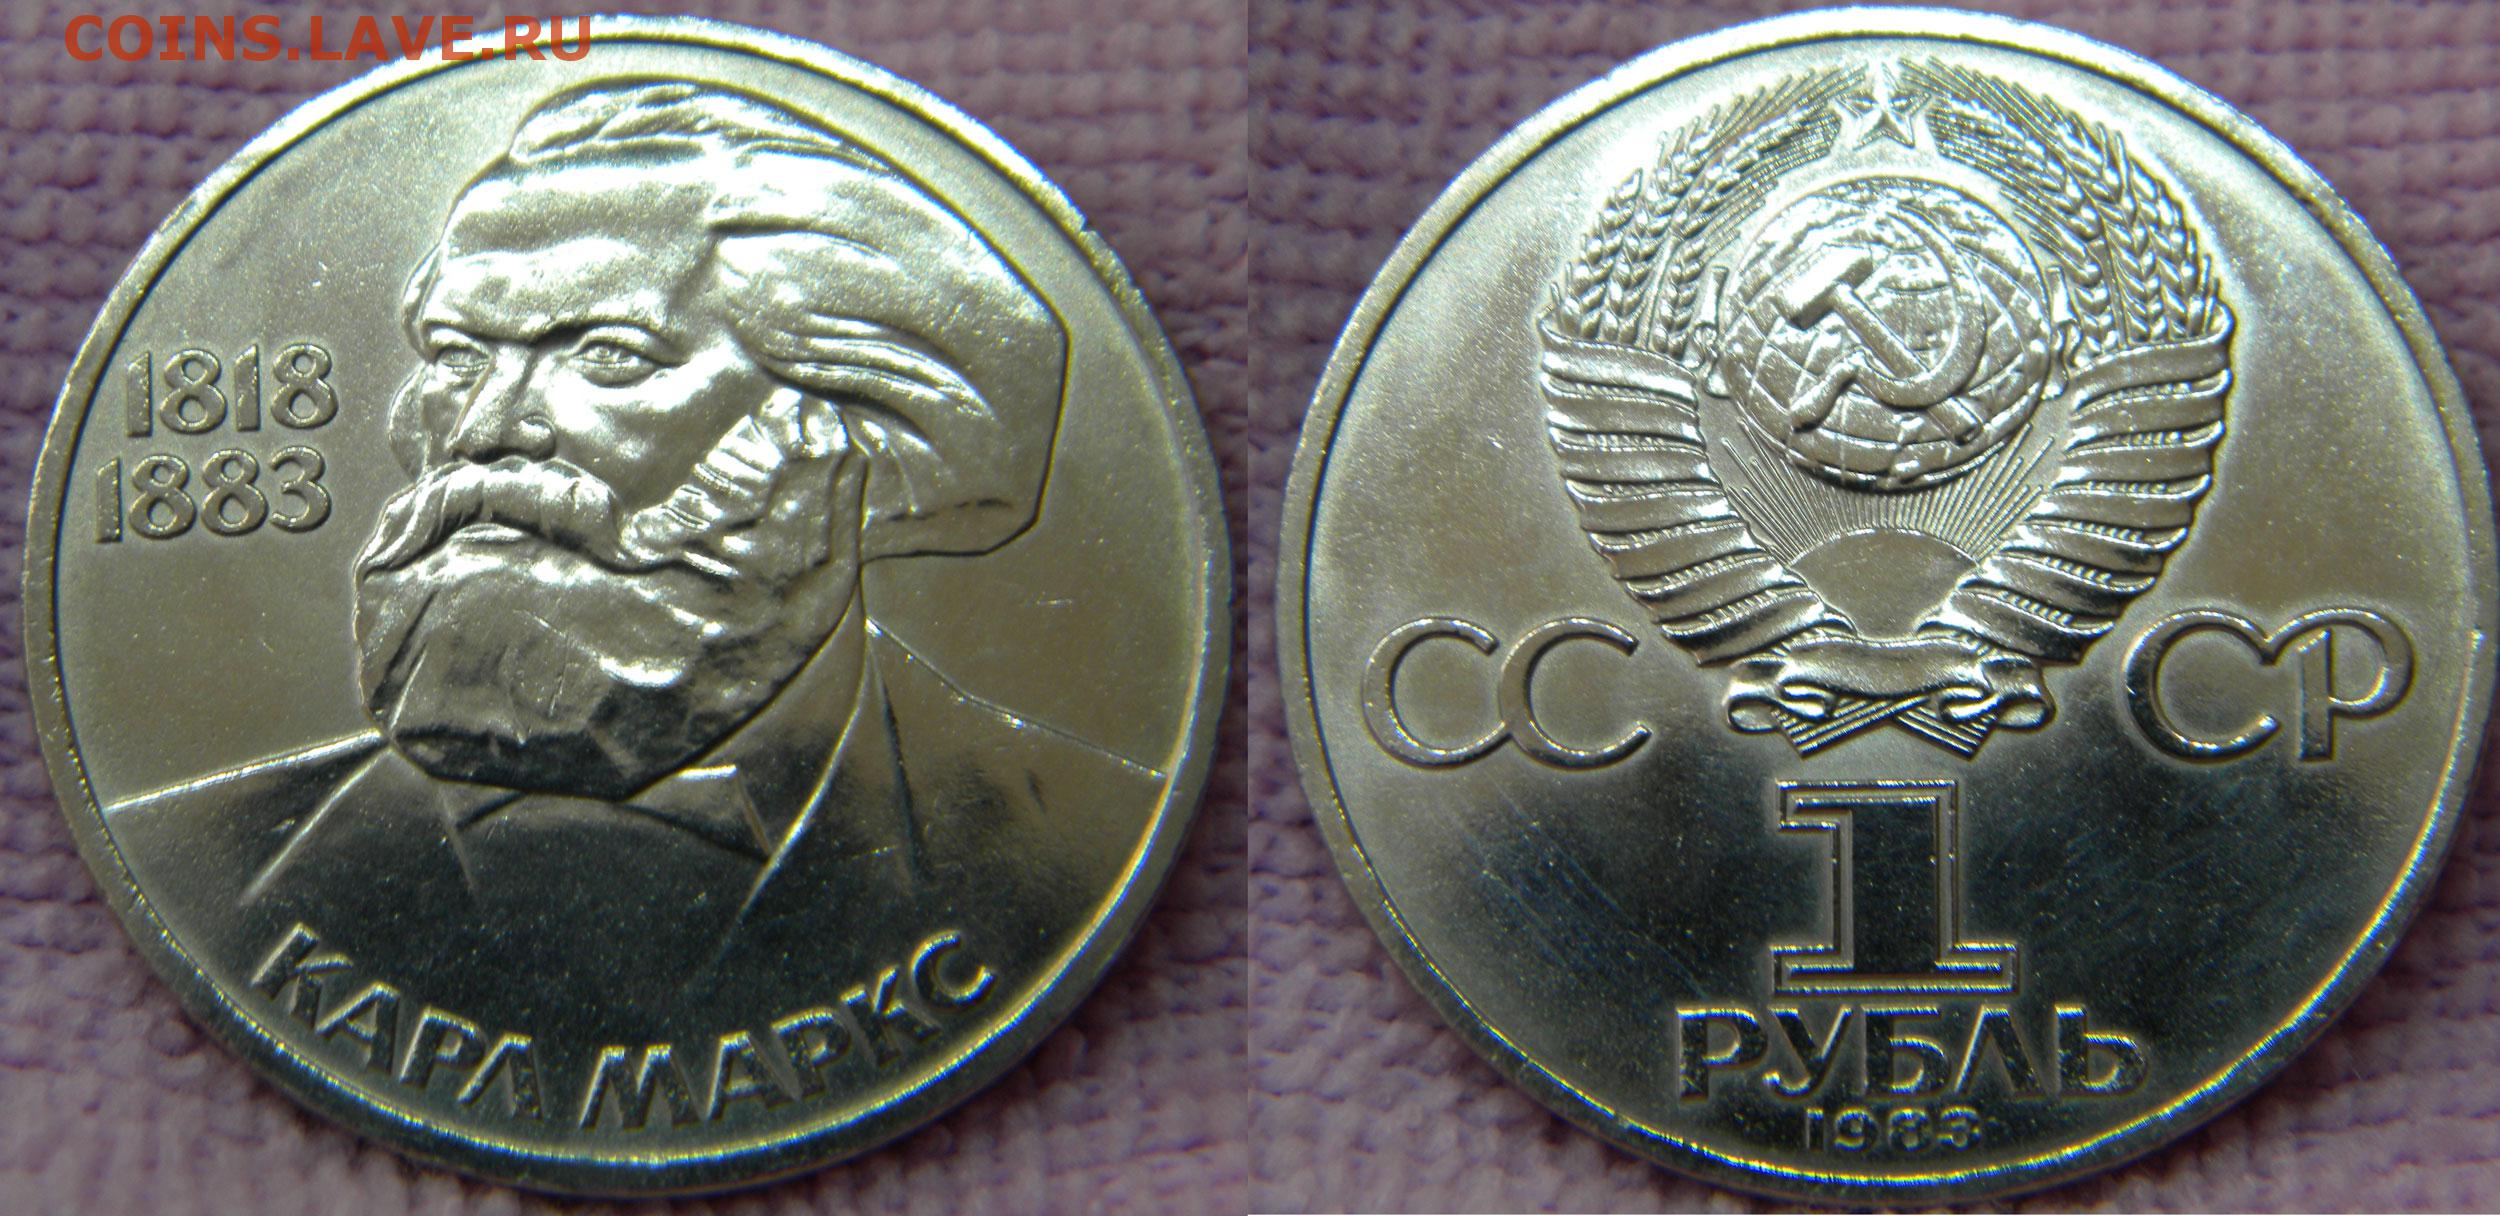 COINS.LAVE.RU
1818
1883
КАРЛ МАРКС
СС СР
1
РУБЛЬ
1983